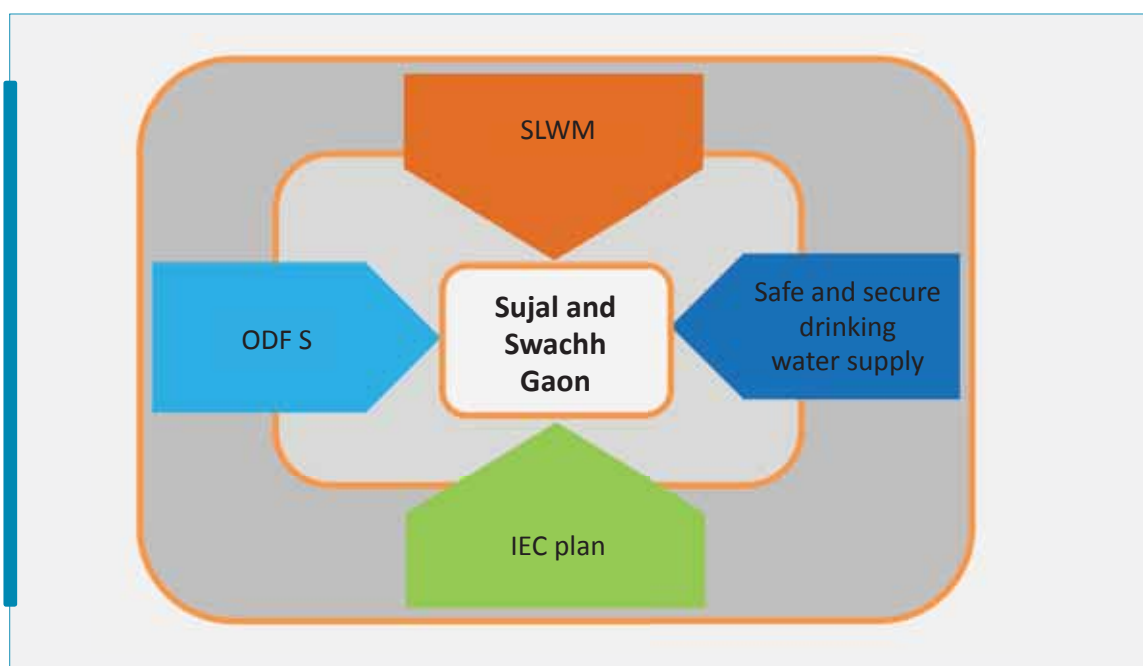 SLWM
ODF S
Sujal and
Swachh
Gaon
Safe and secure
drinking
water supply
IEC plan